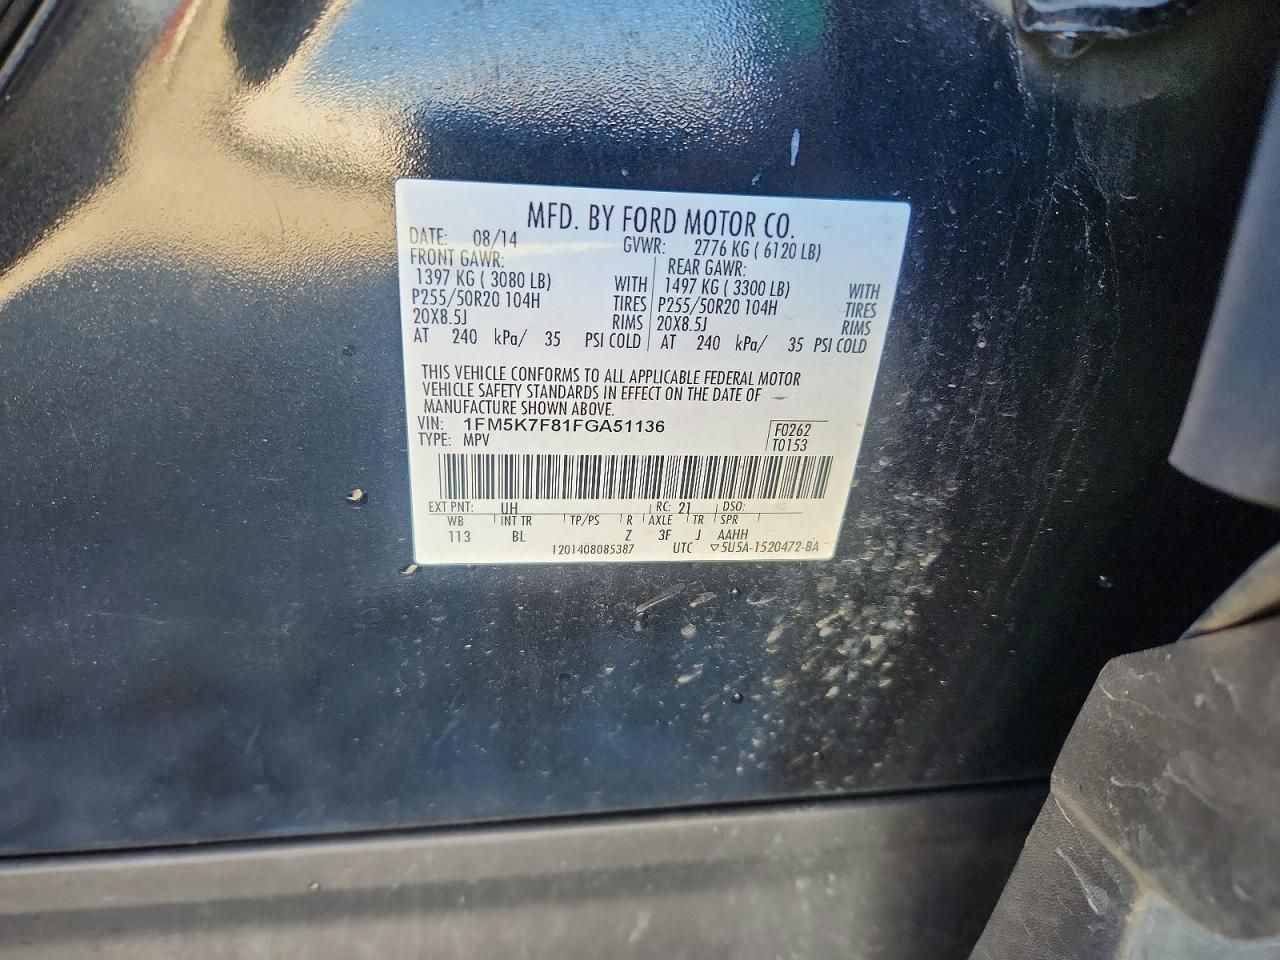 MFD. BY FORD MOTOR CO.
DATE: 08/14 GVWR: 2776 KG ( 6120 LB)
FRONT GAWR: REAR GAWR:
1397 KG ( 3080 LB) WITH 1497 KG ( 3300 LB) WITH
P255/50R20 104H TIRES P255/50R20 104H TIRES
20X8.5J RIMS 20X8.5J RIMS
AT 240 kPa/ 35 PSI COLD AT 240 kPa/ 35 PSI COLD
THIS VEHICLE CONFORMS TO ALL APPLICABLE FEDERAL MOTOR
VEHICLE SAFETY STANDARDS IN EFFECT ON THE DATE OF
MANUFACTURE SHOWN ABOVE.
VIN: 1FM5K7F81FGA51136 F0262
TYPE: MPV T0153
EXT PNT: UH RC: 21 DSO:
WB INT TR TP/PS R AXLE TR SPR
113 BL Z 3F J AAHH
1201408085387 UTC ▽5U5A-1520472-BA